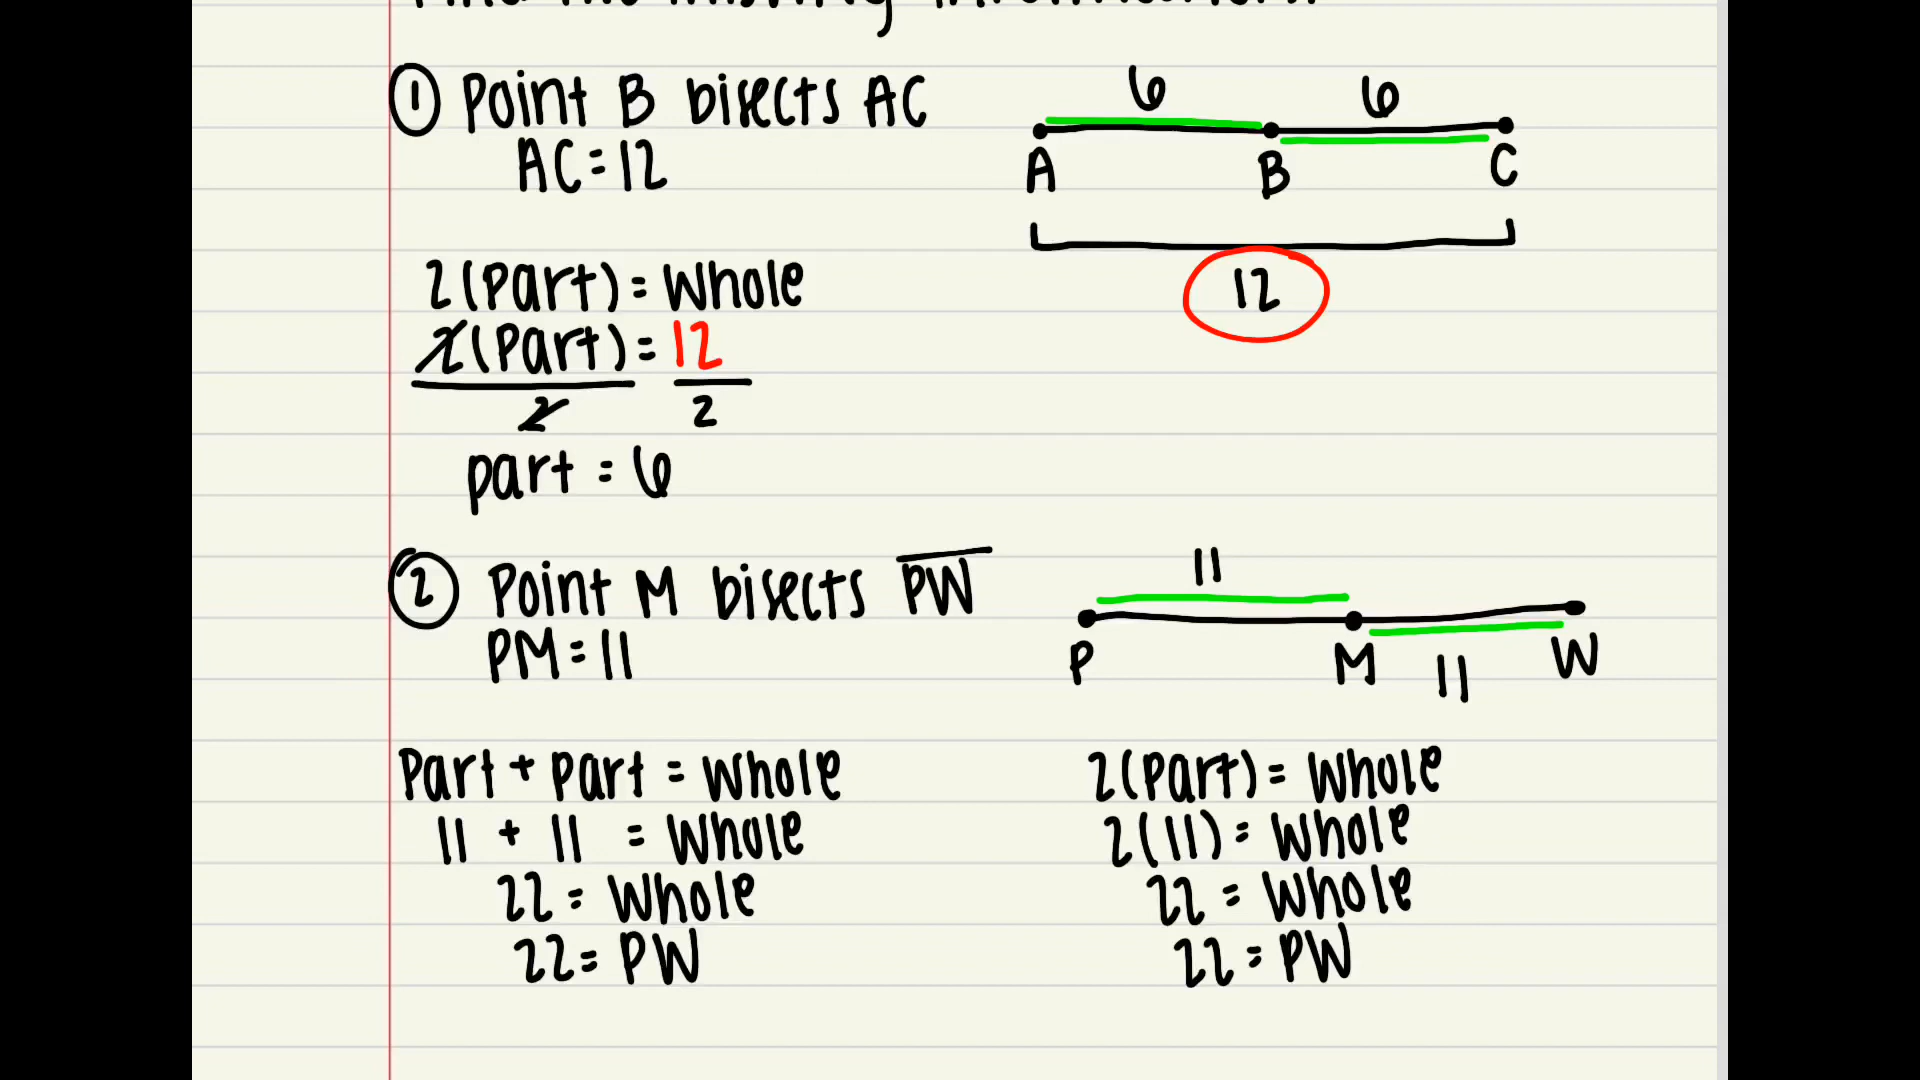 ① Point B bisects AC
AC = 12
6 6
A B C
12
2(Part) = Whole
2(Part) = 12
2 2
part = 6
② Point M bisects PW
PM = 11
11
P M W
11
Part + part = Whole
11 + 11 = Whole
22 = Whole
22 = PW
2(Part) = Whole
2(11) = Whole
22 = Whole
22 = PW